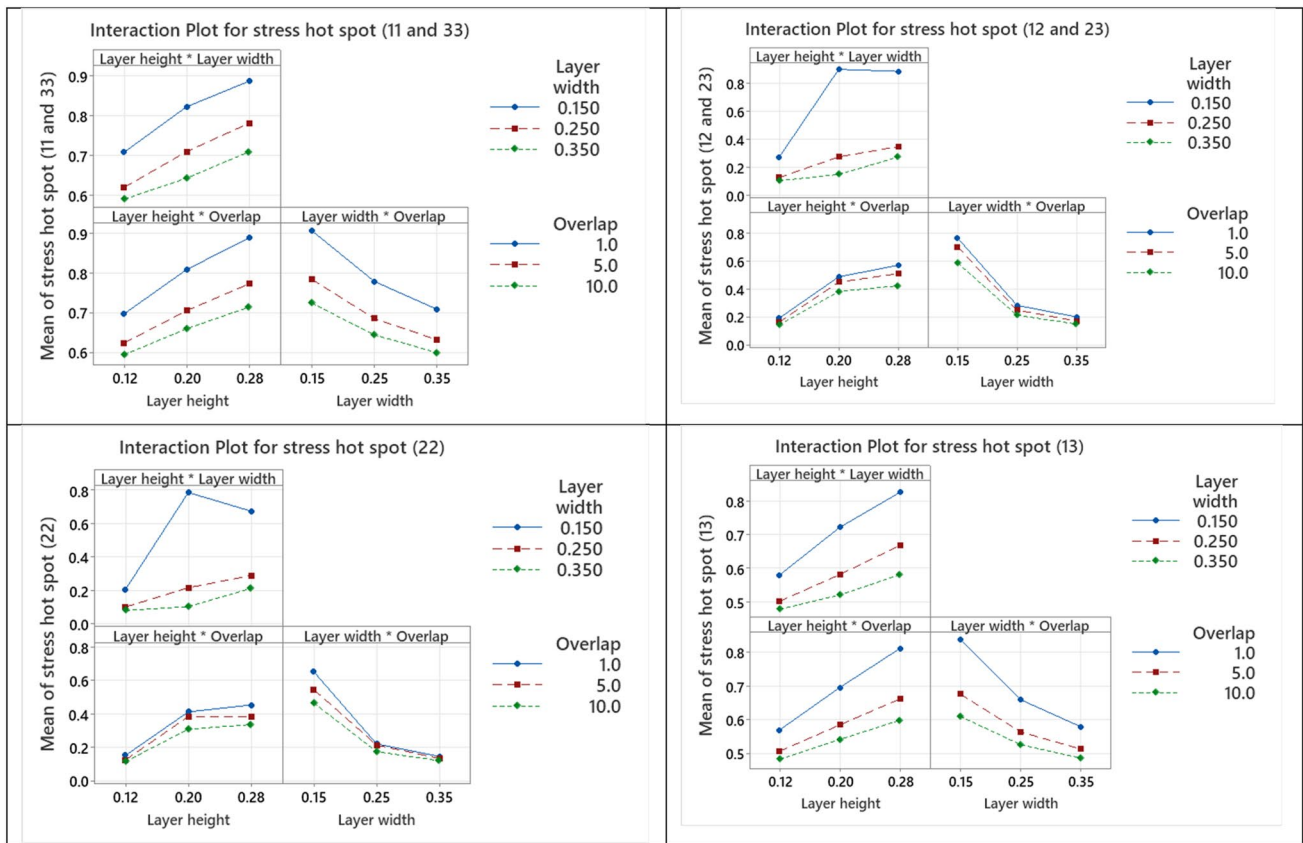 Interaction Plot for stress hot spot (11 and 33)
Layer height * Layer width
Mean of stress hot spot (11 and 33)
0.9
0.8
0.7
0.6
Layer width
0.150
0.250
0.350
Layer height * Overlap
Layer width * Overlap
0.9
0.8
0.7
0.6
Overlap
1.0
5.0
10.0
0.12 0.20 0.28
0.15 0.25 0.35
Layer height
Layer width
Interaction Plot for stress hot spot (12 and 23)
Layer height * Layer width
Mean of stress hot spot (12 and 23)
0.8
0.6
0.4
0.2
0.0
Layer
width
0.150
0.250
0.350
Layer height * Overlap
Layer width * Overlap
0.8
0.6
0.4
0.2
0.0
Overlap
1.0
5.0
10.0
0.12 0.20 0.28
0.15 0.25 0.35
Layer height
Layer width
Interaction Plot for stress hot spot (22)
Layer height * Layer width
Mean of stress hot spot (22)
0.8
0.6
0.4
0.2
0.0
Layer
width
0.150
0.250
0.350
Layer height * Overlap
Layer width * Overlap
0.8
0.6
0.4
0.2
0.0
Overlap
1.0
5.0
10.0
0.12 0.20 0.28
0.15 0.25 0.35
Layer height
Layer width
Interaction Plot for stress hot spot (13)
Layer height * Layer width
Mean of stress hot spot (13)
0.8
0.7
0.6
0.5
Layer
width
0.150
0.250
0.350
Layer height * Overlap
Layer width * Overlap
0.8
0.7
0.6
0.5
Overlap
1.0
5.0
10.0
0.12 0.20 0.28
0.15 0.25 0.35
Layer height
Layer width